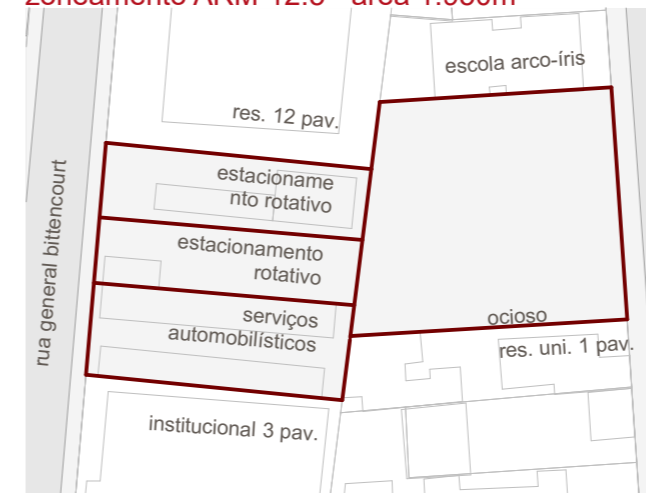 escola arco-íris
res. 12 pav.
estacioname
nto rotativo
estacionamento
rotativo
serviços
automobilísticos
rua general bittencourt
ocioso
res. uni. 1 pav.
institucional 3 pav.